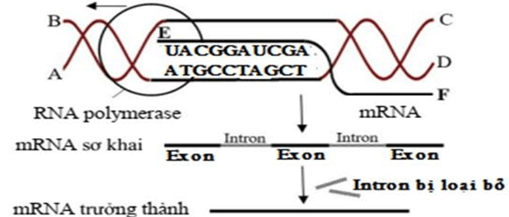 B
C
E
UACGGAUCGA
ATGCCTAGCT
A
D
F
RNA polymerase
mRNA
mRNA sơ khai
Intron
Intron
Exon
Exon
Exon
Intron bị loại bỏ
mRNA trưởng thành